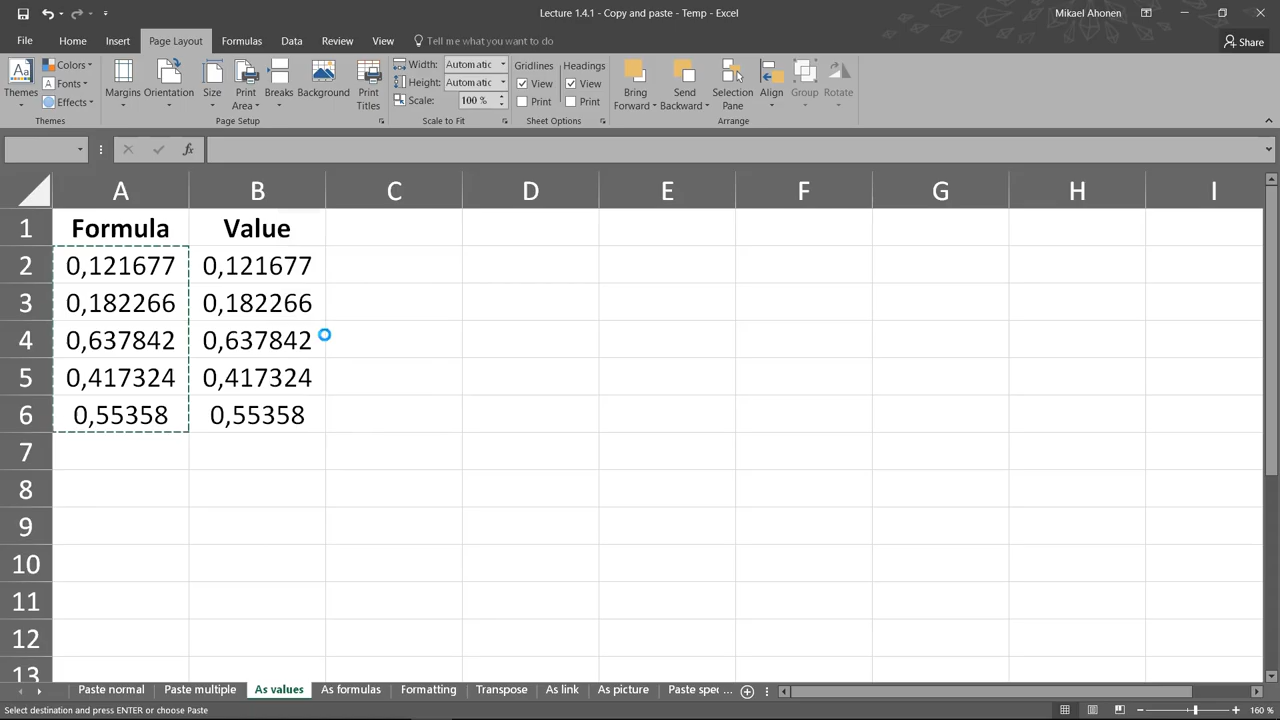 Lecture 1.4.1 - Copy and paste - Temp - Excel
Mikael Ahonen
File Home Insert Page Layout Formulas Data Review View Tell me what you want to do
Share
Themes
Colors
Fonts
Effects
Themes
Margins
Orientation
Size
Print Area
Breaks
Background
Print Titles
Page Setup
Width: Automatic
Height: Automatic
Scale: 100 %
Scale to Fit
Gridlines
View
Print
Headings
View
Print
Sheet Options
Bring Forward
Send Backward
Selection Pane
Align
Group
Rotate
Arrange
fx
A B C D E F G H I
1 Formula Value
2 0,121677 0,121677
3 0,182266 0,182266
4 0,637842 0,637842
5 0,417324 0,417324
6 0,55358 0,55358
7
8
9
10
11
12
13
Paste normal Paste multiple As values As formulas Formatting Transpose As link As picture Paste spec ...
Select destination and press ENTER or choose Paste
160 %